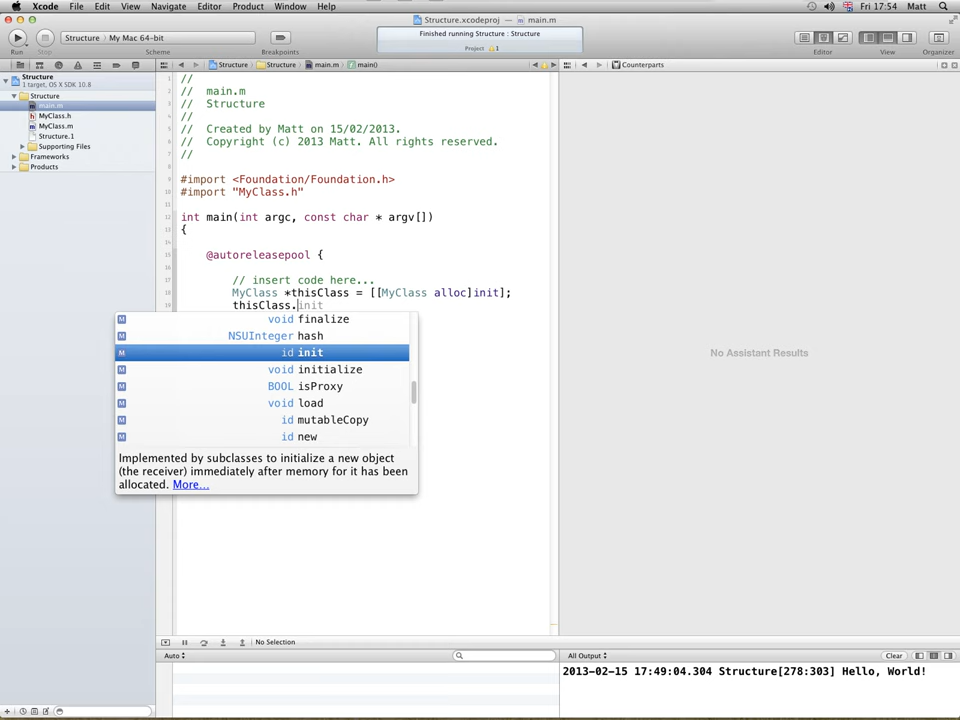 Xcode File Edit View Navigate Editor Product Window Help
Fri 17:54 Matt
Structure.xcodeproj — main.m
Run Stop
Structure My Mac 64-bit
Scheme
Breakpoints
Finished running Structure : Structure
Project 1
Editor View Organizer
Structure
1 target, OS X SDK 10.8
Structure
main.m
MyClass.h
MyClass.m
Structure.1
Supporting Files
Frameworks
Products
Structure Structure main.m main()
Counterparts
//
// main.m
// Structure
//
// Created by Matt on 15/02/2013.
// Copyright (c) 2013 Matt. All rights reserved.
//
#import <Foundation/Foundation.h>
#import "MyClass.h"
int main(int argc, const char * argv[])
{
@autoreleasepool {
// insert code here...
MyClass *thisClass = [[MyClass alloc]init];
thisClass.init
void finalize
NSUInteger hash
id init
void initialize
BOOL isProxy
void load
id mutableCopy
id new
Implemented by subclasses to initialize a new object
(the receiver) immediately after memory for it has been
allocated. More...
No Assistant Results
No Selection
Auto
All Output
Clear
2013-02-15 17:49:04.304 Structure[278:303] Hello, World!